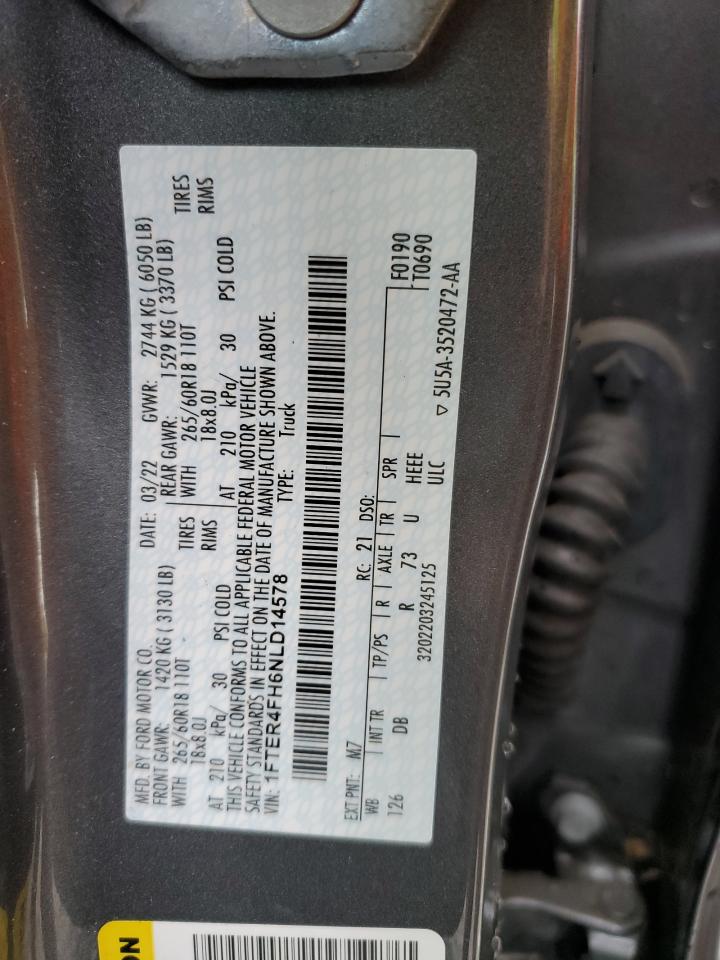 MFD. BY FORD MOTOR CO.
DATE: 03/22 GVWR: 2744 KG ( 6050 LB)
FRONT GAWR: 1420 KG ( 3130 LB) REAR GAWR: 1529 KG ( 3370 LB)
WITH 265/60R18 110T TIRES WITH 265/60R18 110T TIRES
18x8.0J RIMS 18x8.0J RIMS
AT 210 kPa/ 30 PSI COLD AT 210 kPa/ 30 PSI COLD
THIS VEHICLE CONFORMS TO ALL APPLICABLE FEDERAL MOTOR VEHICLE
SAFETY STANDARDS IN EFFECT ON THE DATE OF MANUFACTURE SHOWN ABOVE.
VIN: 1FTER4FH6NLD14578 TYPE: Truck
EXT PNT: M7 RC: 21 DSO:
WB INT TR TP/PS R AXLE TR SPR F0190
126 DB R 73 U HEEE T0690
3202203245125 ULC ▽ 5U5A-3520472-AA
ON